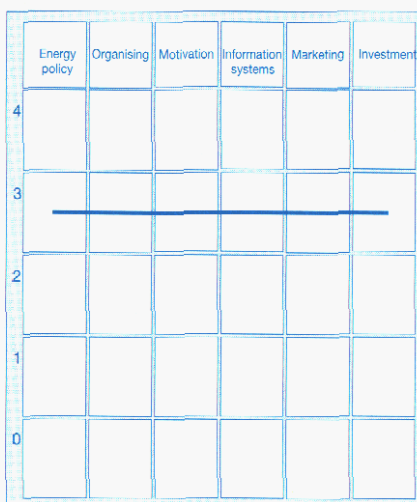 Energy policy
Organising
Motivation
Information systems
Marketing
Investment
4
3
2
1
0